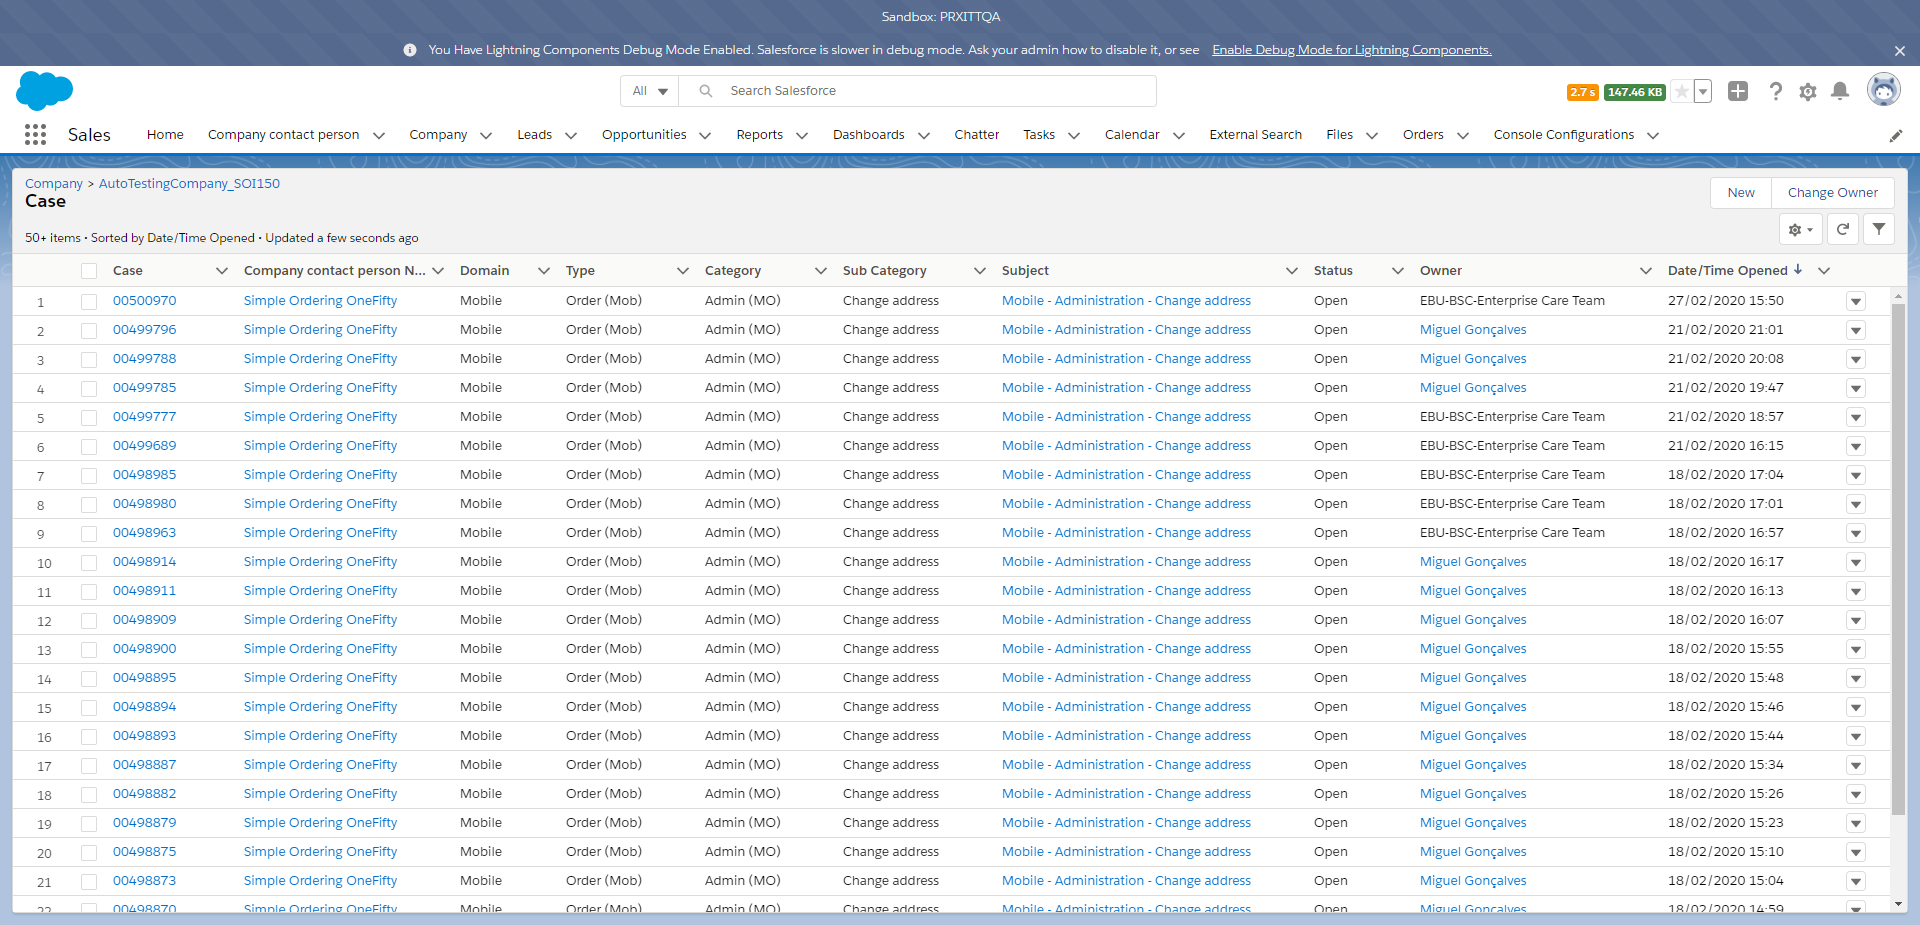 Sandbox: PRXITTQA
You Have Lightning Components Debug Mode Enabled. Salesforce is slower in debug mode. Ask your admin how to disable it, or see Enable Debug Mode for Lightning Components.
All Search Salesforce 2.7 s 147.46 KB
Sales Home Company contact person Company Leads Opportunities Reports Dashboards Chatter Tasks Calendar External Search Files Orders Console Configurations
Company > AutoTestingCompany_SOI150
Case
New Change Owner
50+ items • Sorted by Date/Time Opened • Updated a few seconds ago
Case Company contact person N... Domain Type Category Sub Category Subject Status Owner Date/Time Opened
1 00500970 Simple Ordering OneFifty Mobile Order (Mob) Admin (MO) Change address Mobile - Administration - Change address Open EBU-BSC-Enterprise Care Team 27/02/2020 15:50
2 00499796 Simple Ordering OneFifty Mobile Order (Mob) Admin (MO) Change address Mobile - Administration - Change address Open Miguel Gonçalves 21/02/2020 21:01
3 00499788 Simple Ordering OneFifty Mobile Order (Mob) Admin (MO) Change address Mobile - Administration - Change address Open Miguel Gonçalves 21/02/2020 20:08
4 00499785 Simple Ordering OneFifty Mobile Order (Mob) Admin (MO) Change address Mobile - Administration - Change address Open Miguel Gonçalves 21/02/2020 19:47
5 00499777 Simple Ordering OneFifty Mobile Order (Mob) Admin (MO) Change address Mobile - Administration - Change address Open EBU-BSC-Enterprise Care Team 21/02/2020 18:57
6 00499689 Simple Ordering OneFifty Mobile Order (Mob) Admin (MO) Change address Mobile - Administration - Change address Open EBU-BSC-Enterprise Care Team 21/02/2020 16:15
7 00498985 Simple Ordering OneFifty Mobile Order (Mob) Admin (MO) Change address Mobile - Administration - Change address Open EBU-BSC-Enterprise Care Team 18/02/2020 17:04
8 00498980 Simple Ordering OneFifty Mobile Order (Mob) Admin (MO) Change address Mobile - Administration - Change address Open EBU-BSC-Enterprise Care Team 18/02/2020 17:01
9 00498963 Simple Ordering OneFifty Mobile Order (Mob) Admin (MO) Change address Mobile - Administration - Change address Open EBU-BSC-Enterprise Care Team 18/02/2020 16:57
10 00498914 Simple Ordering OneFifty Mobile Order (Mob) Admin (MO) Change address Mobile - Administration - Change address Open Miguel Gonçalves 18/02/2020 16:17
11 00498911 Simple Ordering OneFifty Mobile Order (Mob) Admin (MO) Change address Mobile - Administration - Change address Open Miguel Gonçalves 18/02/2020 16:13
12 00498909 Simple Ordering OneFifty Mobile Order (Mob) Admin (MO) Change address Mobile - Administration - Change address Open Miguel Gonçalves 18/02/2020 16:07
13 00498900 Simple Ordering OneFifty Mobile Order (Mob) Admin (MO) Change address Mobile - Administration - Change address Open Miguel Gonçalves 18/02/2020 15:55
14 00498895 Simple Ordering OneFifty Mobile Order (Mob) Admin (MO) Change address Mobile - Administration - Change address Open Miguel Gonçalves 18/02/2020 15:48
15 00498894 Simple Ordering OneFifty Mobile Order (Mob) Admin (MO) Change address Mobile - Administration - Change address Open Miguel Gonçalves 18/02/2020 15:46
16 00498893 Simple Ordering OneFifty Mobile Order (Mob) Admin (MO) Change address Mobile - Administration - Change address Open Miguel Gonçalves 18/02/2020 15:44
17 00498887 Simple Ordering OneFifty Mobile Order (Mob) Admin (MO) Change address Mobile - Administration - Change address Open Miguel Gonçalves 18/02/2020 15:34
18 00498882 Simple Ordering OneFifty Mobile Order (Mob) Admin (MO) Change address Mobile - Administration - Change address Open Miguel Gonçalves 18/02/2020 15:26
19 00498879 Simple Ordering OneFifty Mobile Order (Mob) Admin (MO) Change address Mobile - Administration - Change address Open Miguel Gonçalves 18/02/2020 15:23
20 00498875 Simple Ordering OneFifty Mobile Order (Mob) Admin (MO) Change address Mobile - Administration - Change address Open Miguel Gonçalves 18/02/2020 15:10
21 00498873 Simple Ordering OneFifty Mobile Order (Mob) Admin (MO) Change address Mobile - Administration - Change address Open Miguel Gonçalves 18/02/2020 15:04
22 00498870 Simple Ordering OneFifty Mobile Order (Mob) Admin (MO) Change address Mobile - Administration - Change address Open Miguel Gonçalves 18/02/2020 14:59